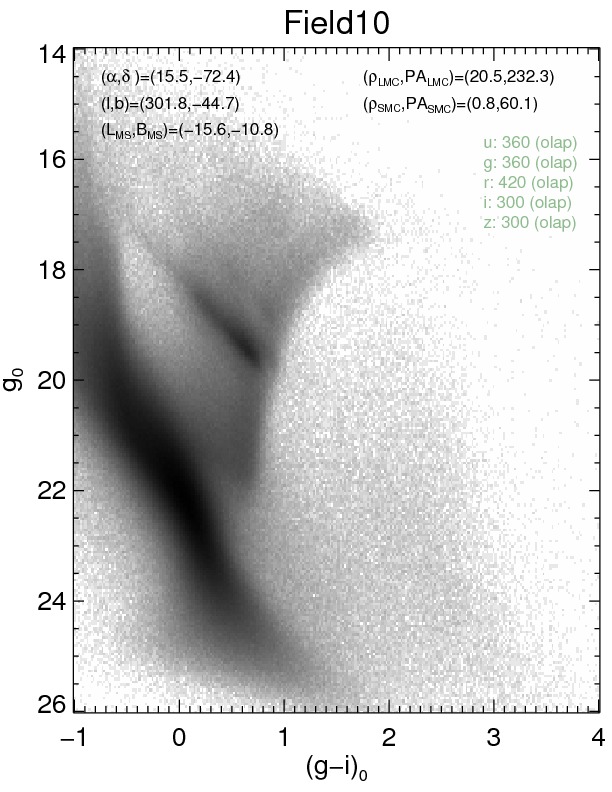 Field10
(α,δ )=(15.5,−72.4)
(ρLMC,PALMC)=(20.5,232.3)
(l,b)=(301.8,−44.7)
(ρSMC,PASMC)=(0.8,60.1)
(LMS,BMS)=(−15.6,−10.8)
u: 360 (olap)
g: 360 (olap)
r: 420 (olap)
i: 300 (olap)
z: 300 (olap)
14
16
18
20
22
24
26
g0
−1 0 1 2 3 4
(g−i)0